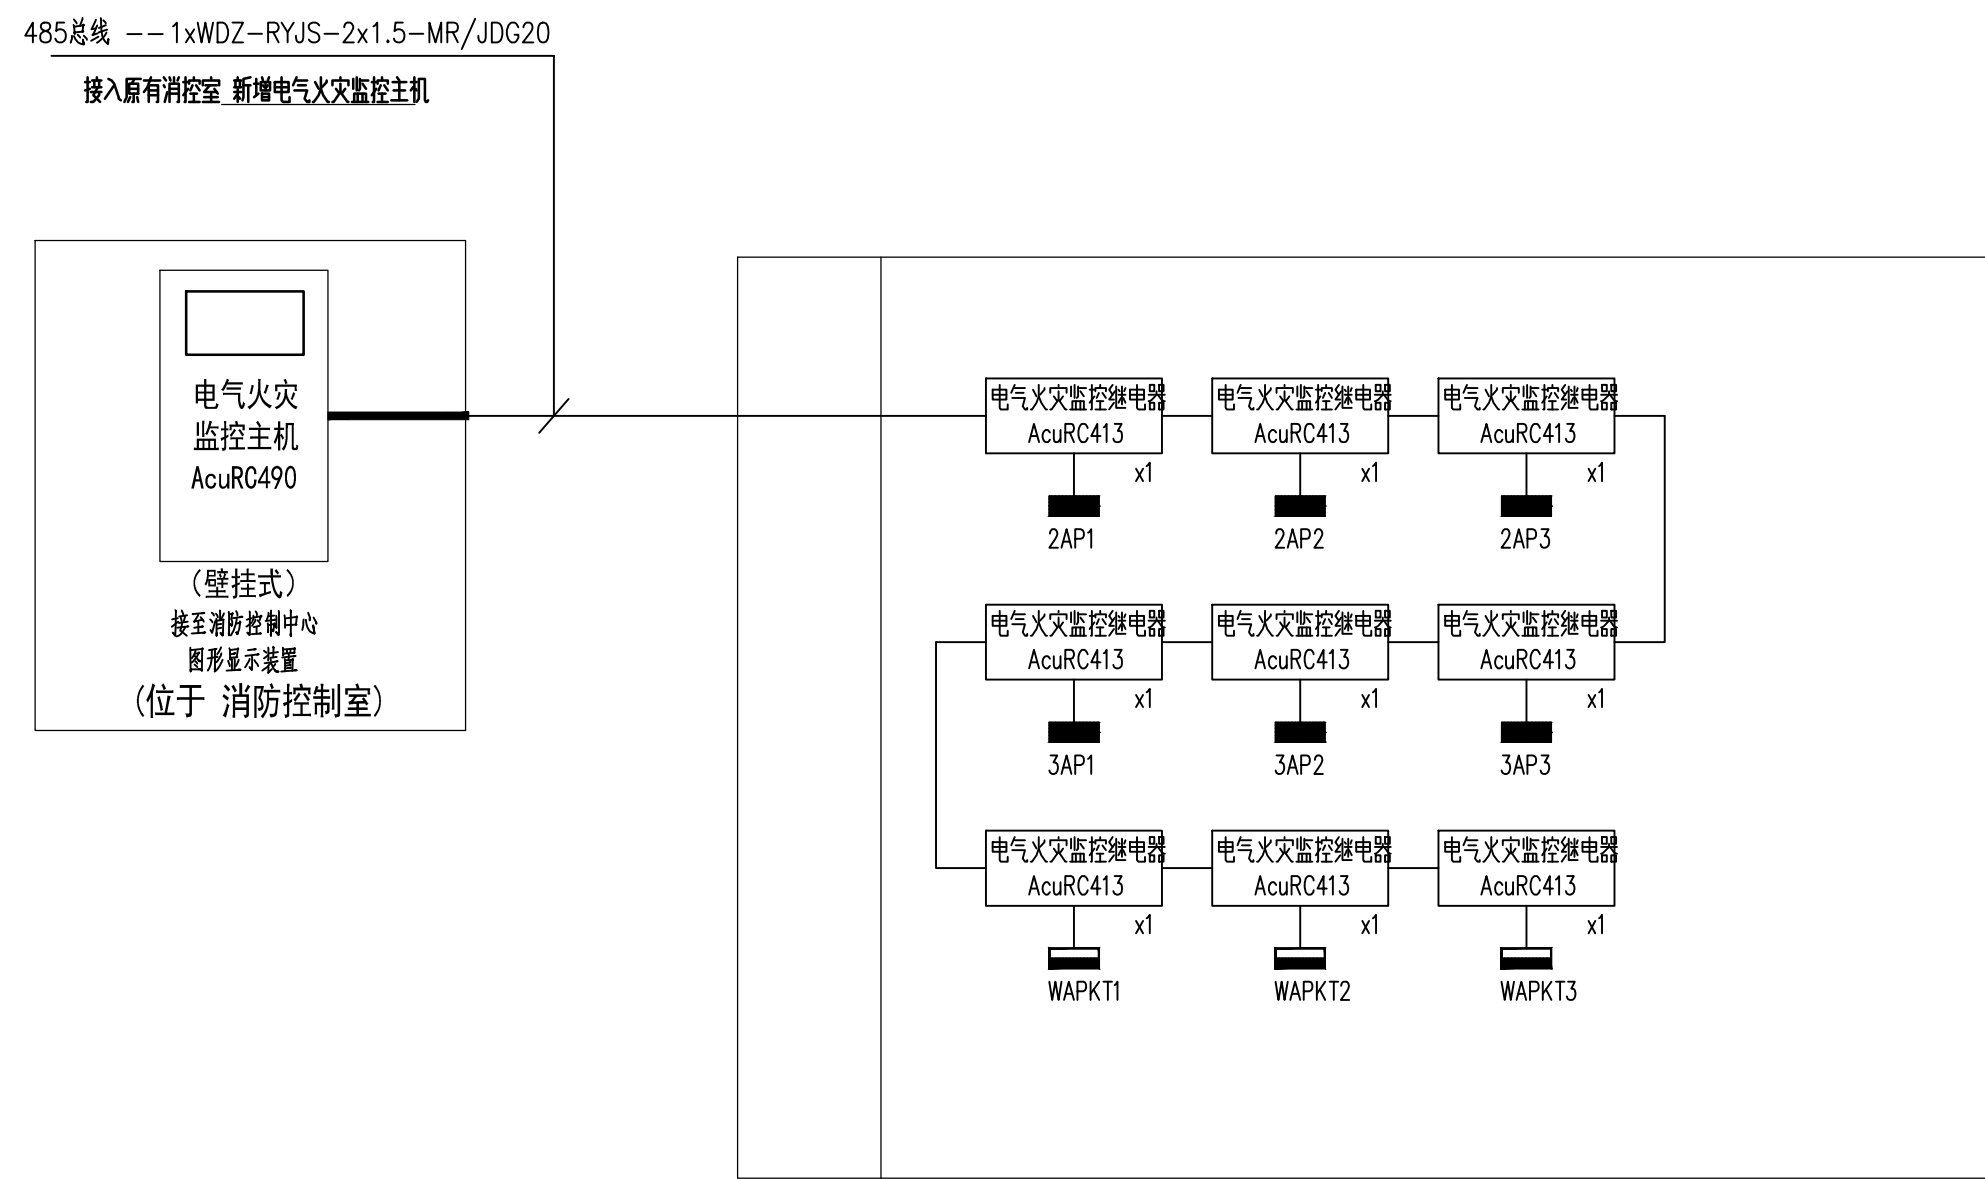 485总线 --1xWDZ-RYJS-2x1.5-MR/JDG20
接入原有消控室 新增电气火灾监控主机
电气火灾
监控主机
AcuRC490
(壁挂式)
接至消防控制中心
图形显示装置
(位于 消防控制室)
电气火灾监控继电器
AcuRC413
x1
2AP1
电气火灾监控继电器
AcuRC413
x1
2AP2
电气火灾监控继电器
AcuRC413
x1
2AP3
电气火灾监控继电器
AcuRC413
x1
3AP1
电气火灾监控继电器
AcuRC413
x1
3AP2
电气火灾监控继电器
AcuRC413
x1
3AP3
电气火灾监控继电器
AcuRC413
x1
WAPKT1
电气火灾监控继电器
AcuRC413
x1
WAPKT2
电气火灾监控继电器
AcuRC413
x1
WAPKT3